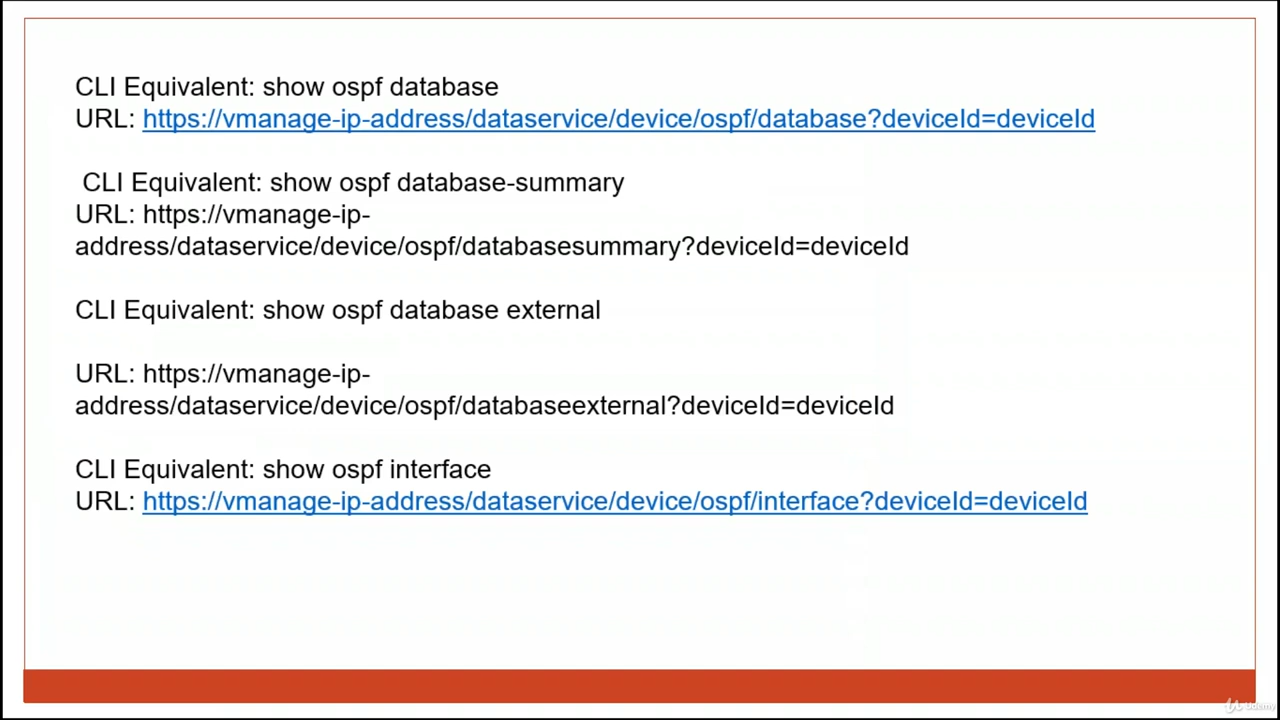 CLI Equivalent: show ospf database
URL: https://vmanage-ip-address/dataservice/device/ospf/database?deviceId=deviceId
CLI Equivalent: show ospf database-summary
URL: https://vmanage-ip-
address/dataservice/device/ospf/databasesummary?deviceId=deviceId
CLI Equivalent: show ospf database external
URL: https://vmanage-ip-
address/dataservice/device/ospf/databaseexternal?deviceId=deviceId
CLI Equivalent: show ospf interface
URL: https://vmanage-ip-address/dataservice/device/ospf/interface?deviceId=deviceId
Udemy